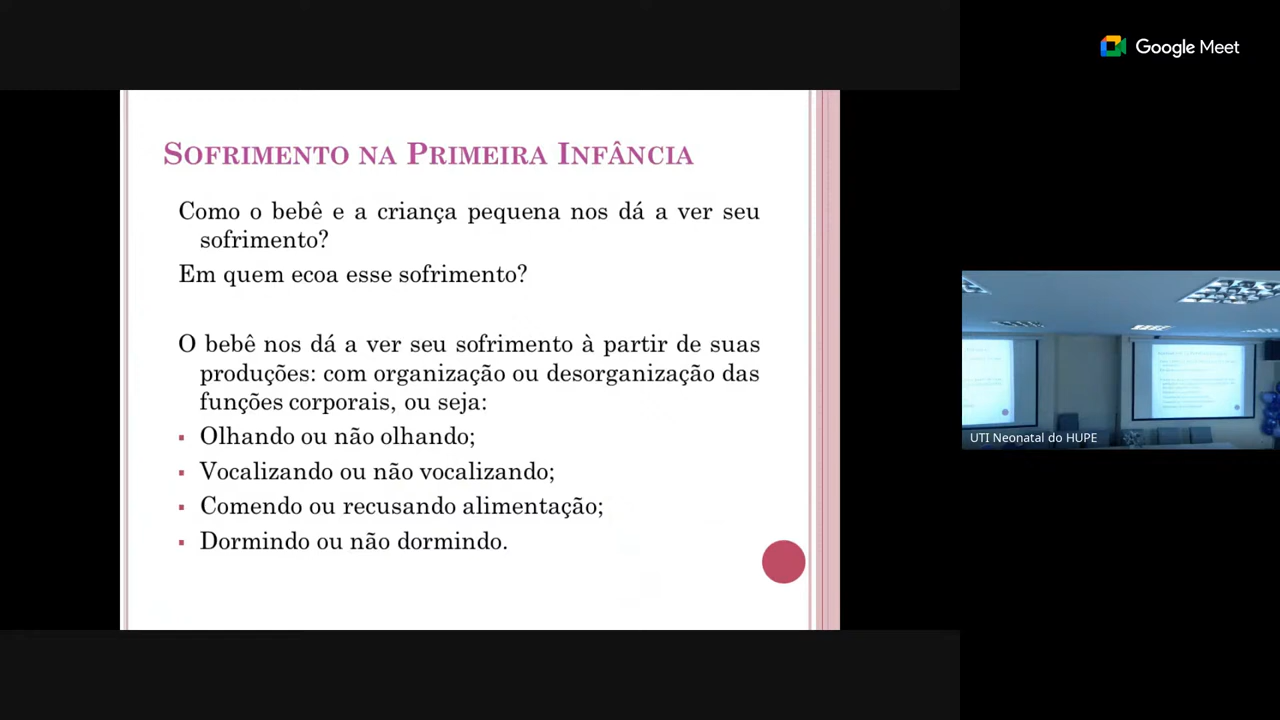 Google Meet
SOFRIMENTO NA PRIMEIRA INFÂNCIA
Como o bebê e a criança pequena nos dá a ver seu
sofrimento?
Em quem ecoa esse sofrimento?
O bebê nos dá a ver seu sofrimento à partir de suas
produções: com organização ou desorganização das
funções corporais, ou seja:
▪ Olhando ou não olhando;
▪ Vocalizando ou não vocalizando;
▪ Comendo ou recusando alimentação;
▪ Dormindo ou não dormindo.
UTI Neonatal do HUPE